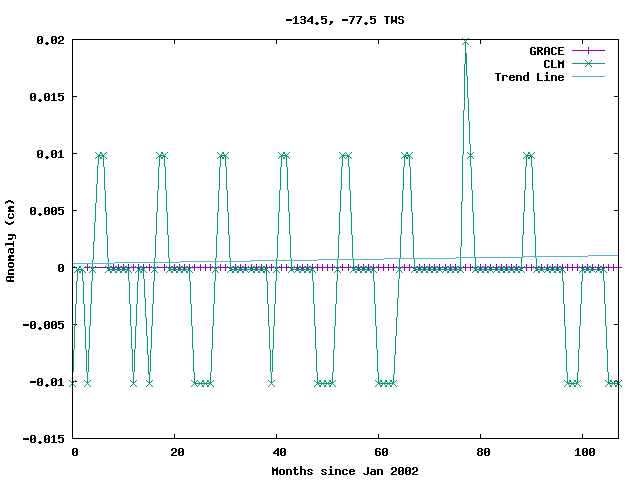 -134.5, -77.5 TWS
GRACE
CLM
Trend Line
0.02
0.015
0.01
0.005
0
-0.005
-0.01
-0.015
Anomaly (cm)
0 20 40 60 80 100
Months since Jan 2002